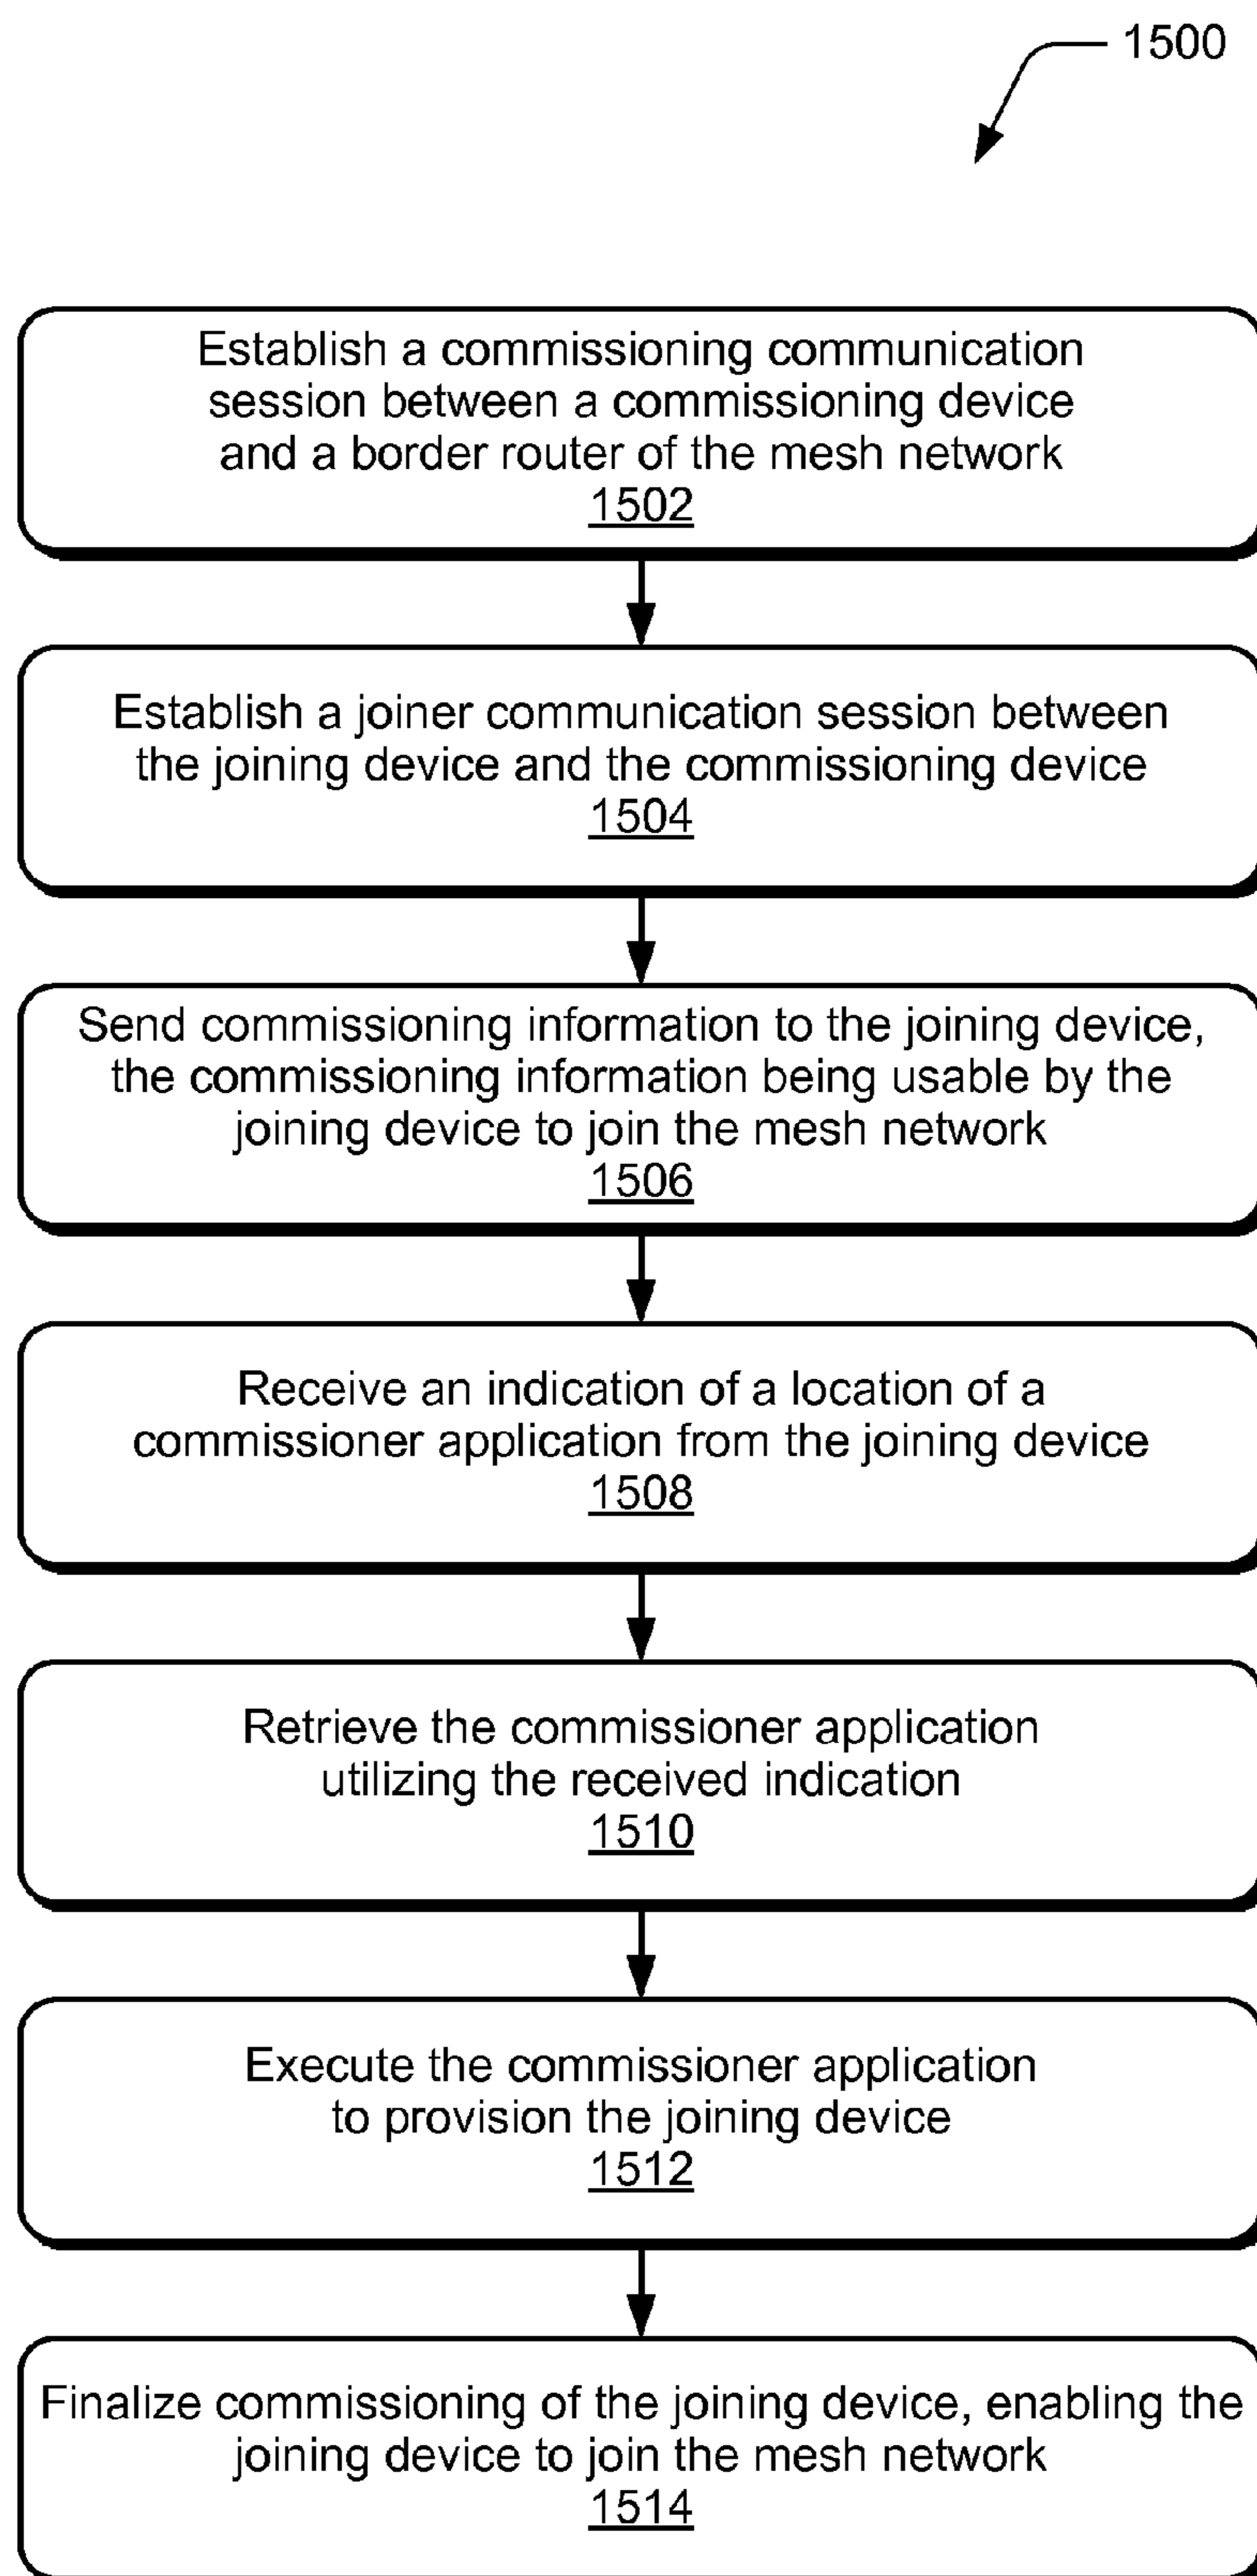 1500
Establish a commissioning communication
session between a commissioning device
and a border router of the mesh network
1502
Establish a joiner communication session between
the joining device and the commissioning device
1504
Send commissioning information to the joining device,
the commissioning information being usable by the
joining device to join the mesh network
1506
Receive an indication of a location of a
commissioner application from the joining device
1508
Retrieve the commissioner application
utilizing the received indication
1510
Execute the commissioner application
to provision the joining device
1512
Finalize commissioning of the joining device, enabling the
joining device to join the mesh network
1514